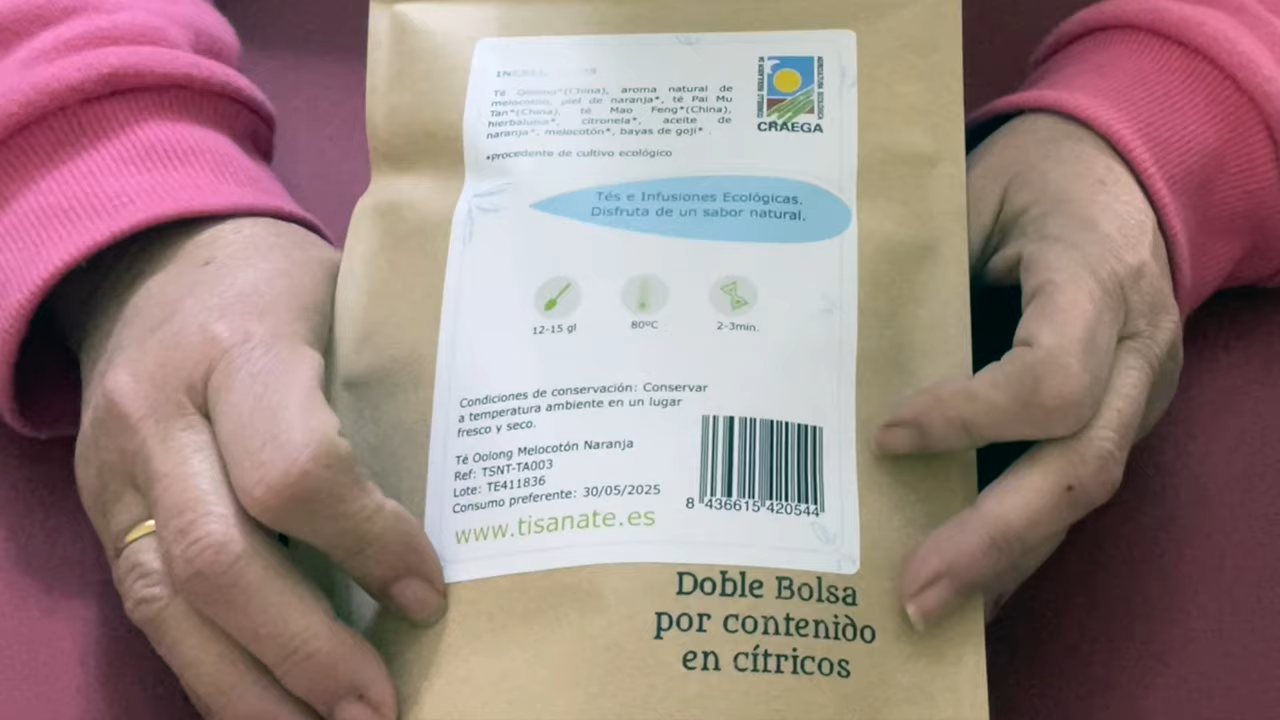 Té Oolong*(China), aroma natural de
melocotón, piel de naranja*, té Pai Mu
Tan*(China), té Mao Feng*(China),
hierbaluisa*, citronela*, aceite de
naranja*, melocotón*, bayas de goji* .
*procedente de cultivo ecológico
CRAEGA
Tés e Infusiones Ecológicas.
Disfruta de un sabor natural.
12-15 gl
80ºC
2-3min.
Condiciones de conservación: Conservar
a temperatura ambiente en un lugar
fresco y seco.
Té Oolong Melocotón Naranja
Ref: TSNT-TA003
Lote: TE411836
Consumo preferente: 30/05/2025
www.tisanate.es
8 436615 420544
Doble Bolsa
por contenido
en cítricos